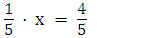 1/5 · x = 4/5